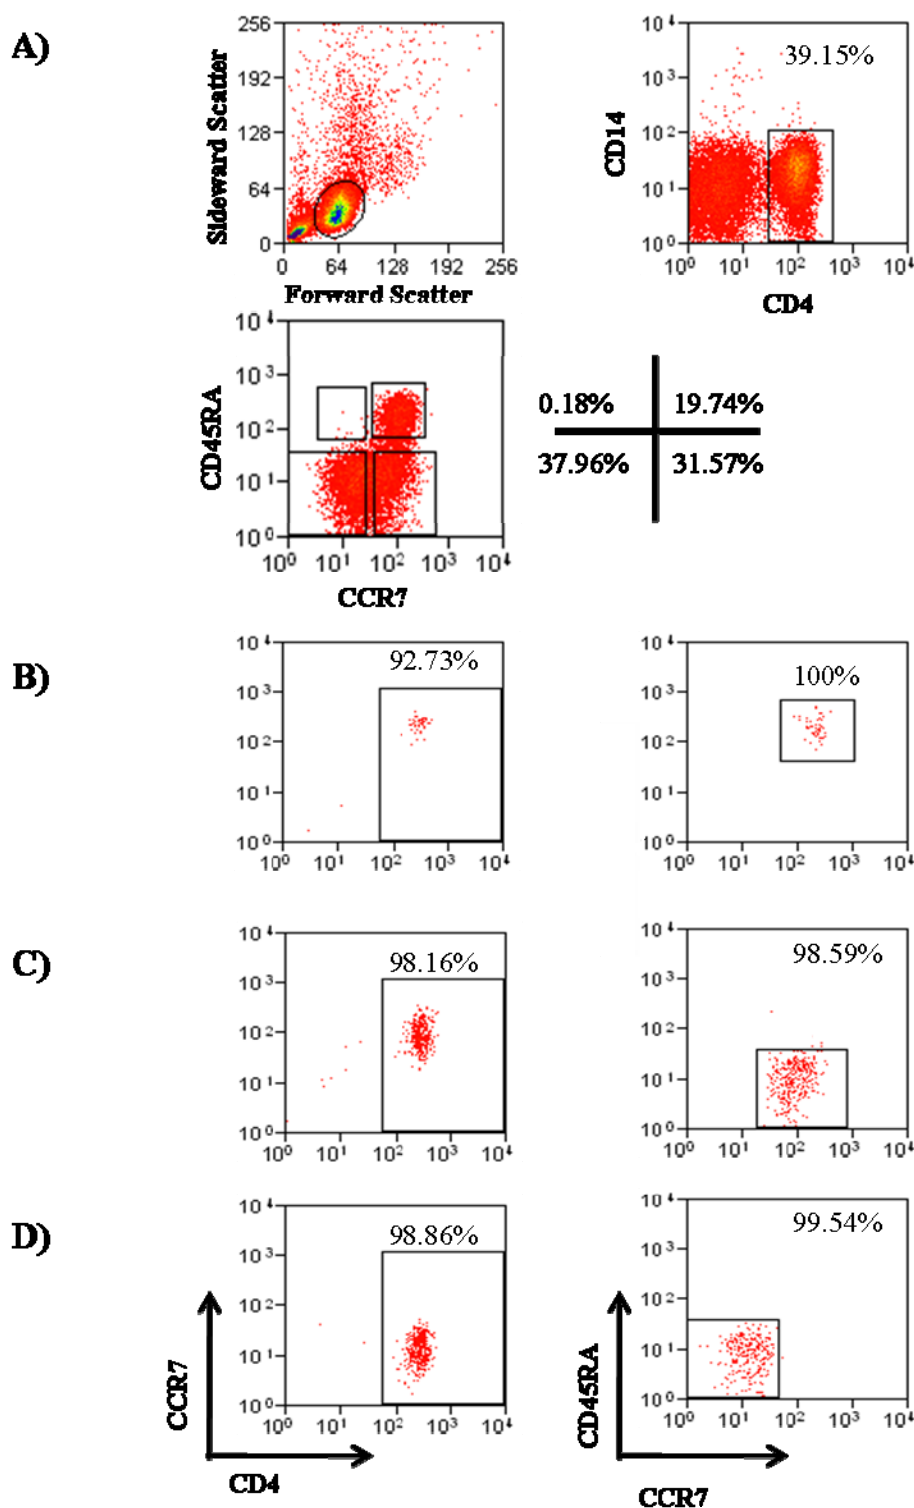 A)
256
192
128
64
0
Sideward Scatter
0 64 128 192 256
Forward Scatter
39.15%
10⁴
10³
10²
10¹
10⁰
CD14
10⁰ 10¹ 10² 10³ 10⁴
CD4
10⁴
10³
10²
10¹
10⁰
CD45RA
10⁰ 10¹ 10² 10³ 10⁴
CCR7
0.18% 19.74%
37.96% 31.57%
B)
92.73%
10⁴
10³
10²
10¹
10⁰
10⁰ 10¹ 10² 10³ 10⁴
100%
10⁴
10³
10²
10¹
10⁰
10⁰ 10¹ 10² 10³ 10⁴
C)
98.16%
10⁴
10³
10²
10¹
10⁰
10⁰ 10¹ 10² 10³ 10⁴
98.59%
10⁴
10³
10²
10¹
10⁰
10⁰ 10¹ 10² 10³ 10⁴
D)
98.86%
10⁴
10³
10²
10¹
10⁰
10⁰ 10¹ 10² 10³ 10⁴
CCR7
CD4
99.54%
10⁴
10³
10²
10¹
10⁰
10⁰ 10¹ 10² 10³ 10⁴
CD45RA
CCR7